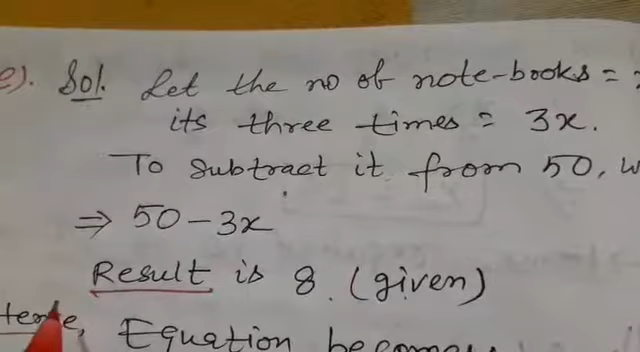 e). Sol. Let the no of note-books =
its three times = 3x.
To subtract it from 50,
⇒ 50-3x
Result is 8. (given)
Equation becomes